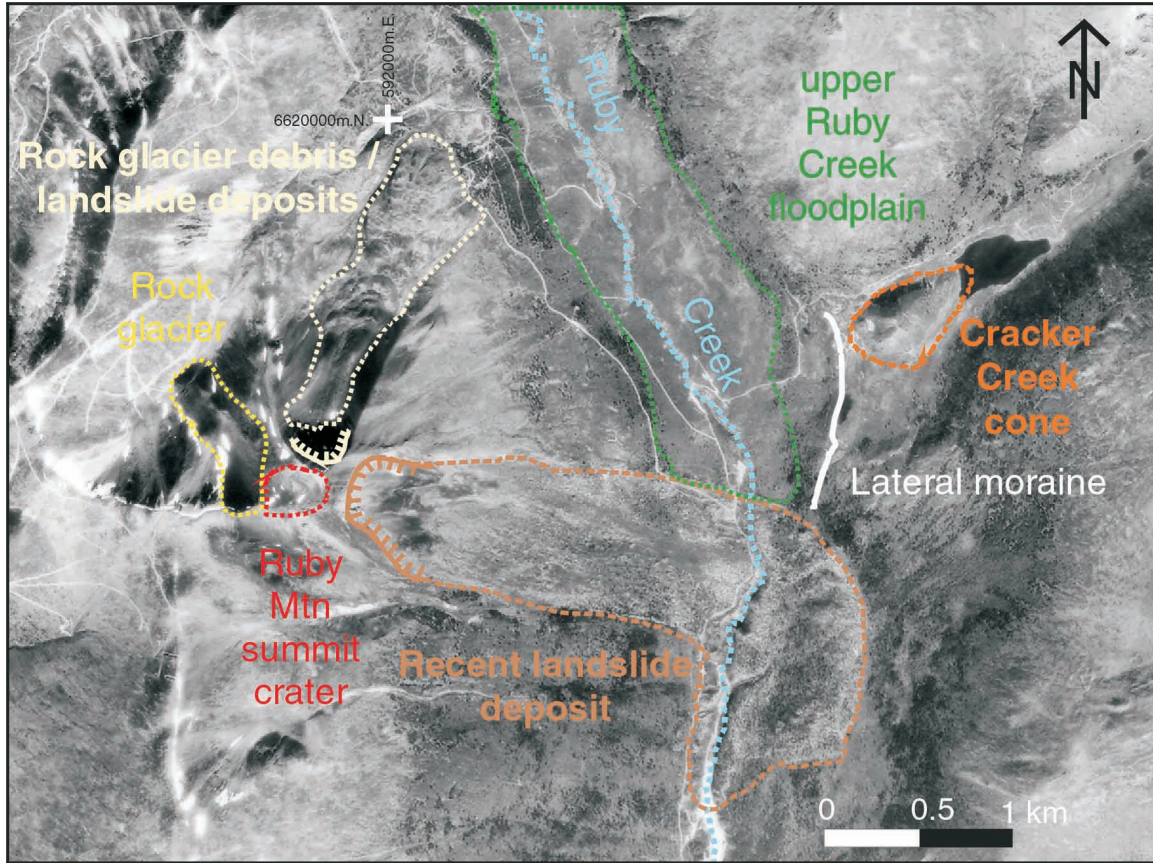 592000m.E.
6620000m.N.
N
Rock glacier debris /
landslide deposits
Ruby
Creek
upper
Ruby
Creek
floodplain
Rock
glacier
Cracker
Creek
cone
Lateral moraine
Ruby
Mtn
summit
crater
Recent landslide
deposit
0 0.5 1 km